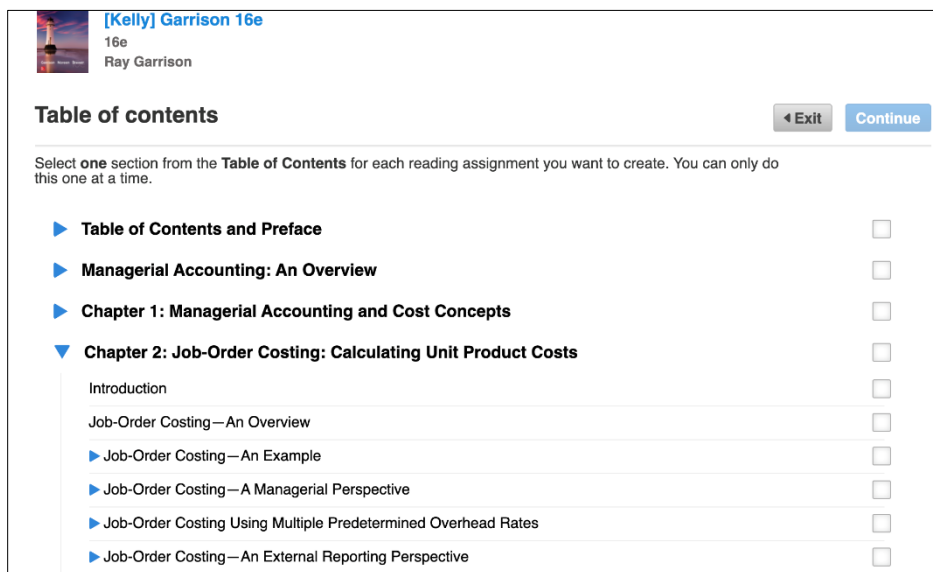 [Kelly] Garrison 16e
16e
Ray Garrison
Table of contents
Exit
Continue
Select one section from the Table of Contents for each reading assignment you want to create. You can only do
this one at a time.
Table of Contents and Preface
Managerial Accounting: An Overview
Chapter 1: Managerial Accounting and Cost Concepts
Chapter 2: Job-Order Costing: Calculating Unit Product Costs
Introduction
Job-Order Costing—An Overview
Job-Order Costing—An Example
Job-Order Costing—A Managerial Perspective
Job-Order Costing Using Multiple Predetermined Overhead Rates
Job-Order Costing—An External Reporting Perspective